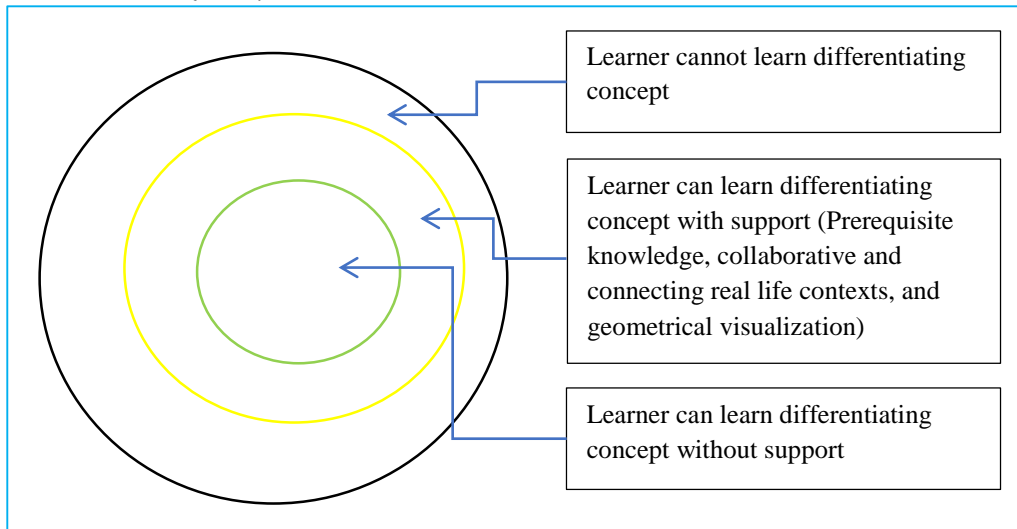 Learner cannot learn differentiating
concept
Learner can learn differentiating
concept with support (Prerequisite
knowledge, collaborative and
connecting real life contexts, and
geometrical visualization)
Learner can learn differentiating
concept without support